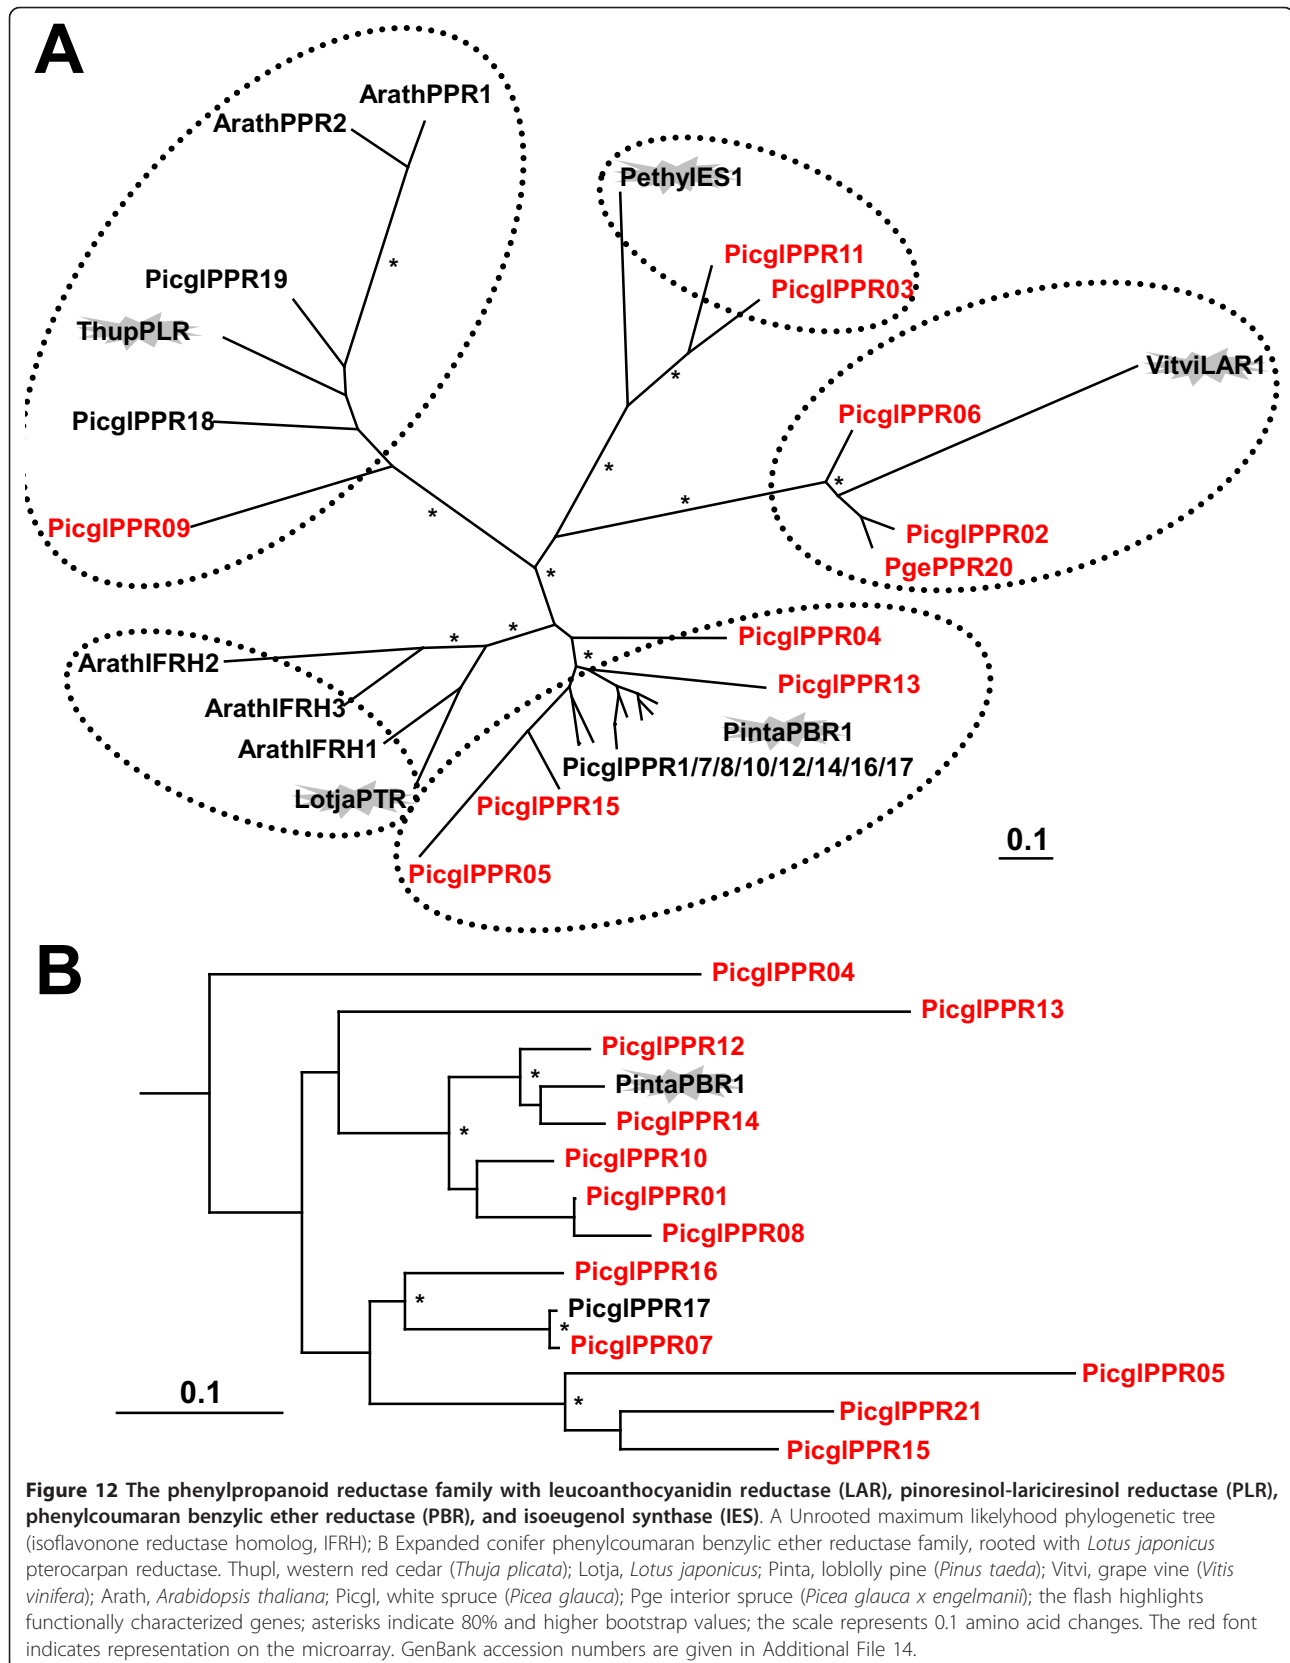 A
ArathPPR1
ArathPPR2
PethyIES1
PicglPPR11
PicglPPR19
PicglPPR03
ThupPLR
VitviLAR1
PicglPPR06
PicglPPR18
*
PicglPPR09
PicglPPR02
PgePPR20
PicglPPR04
ArathIFRH2
PicglPPR13
ArathIFRH3
PintaPBR1
ArathIFRH1
PicglPPR1/7/8/10/12/14/16/17
LotjaPTR
PicglPPR15
0.1
PicglPPR05
B
PicglPPR04
PicglPPR13
PicglPPR12
PintaPBR1
PicglPPR14
PicglPPR10
PicglPPR01
PicglPPR08
PicglPPR16
PicglPPR17
PicglPPR07
PicglPPR05
0.1
PicglPPR21
PicglPPR15
Figure 12 The phenylpropanoid reductase family with leucoanthocyanidin reductase (LAR), pinoresinol-lariciresinol reductase (PLR),
phenylcoumaran benzylic ether reductase (PBR), and isoeugenol synthase (IES). A Unrooted maximum likelyhood phylogenetic tree
(isoflavonone reductase homolog, IFRH); B Expanded conifer phenylcoumaran benzylic ether reductase family, rooted with Lotus japonicus
pterocarpan reductase. Thupl, western red cedar (Thuja plicata); Lotja, Lotus japonicus; Pinta, loblolly pine (Pinus taeda); Vitvi, grape vine (Vitis
vinifera); Arath, Arabidopsis thaliana; Picgl, white spruce (Picea glauca); Pge interior spruce (Picea glauca x engelmanii); the flash highlights
functionally characterized genes; asterisks indicate 80% and higher bootstrap values; the scale represents 0.1 amino acid changes. The red font
indicates representation on the microarray. GenBank accession numbers are given in Additional File 14.